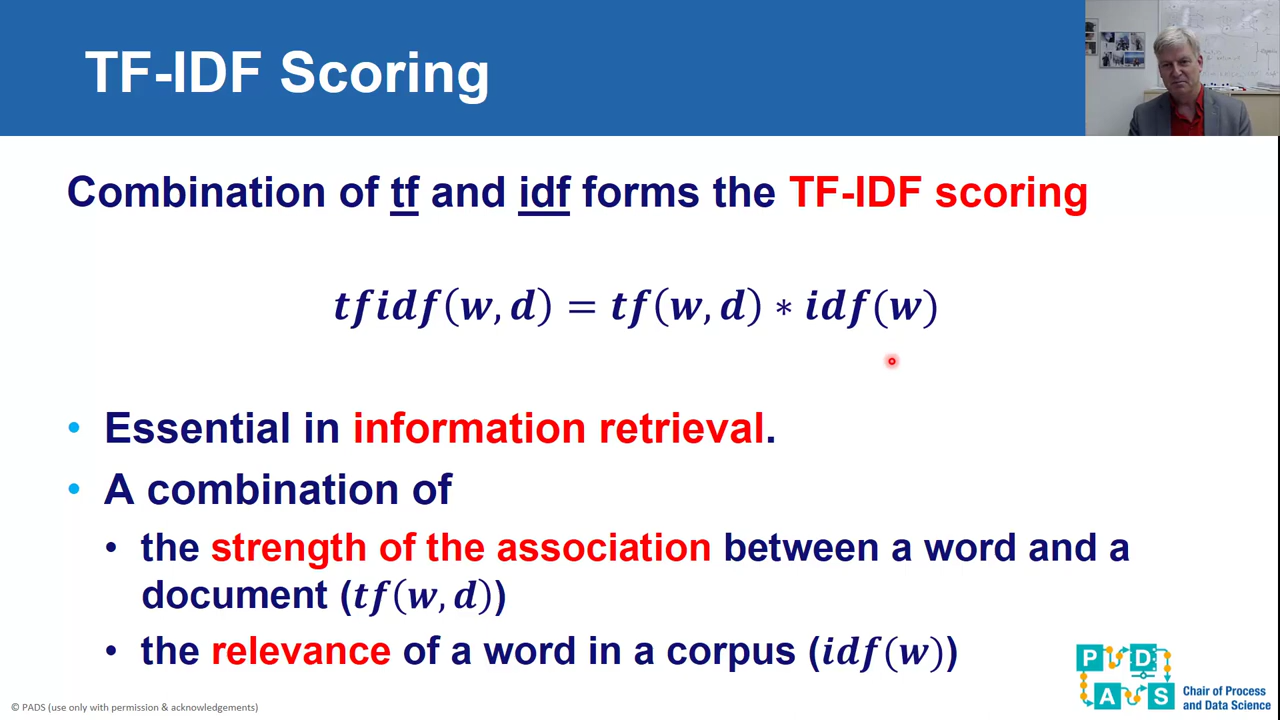 TF-IDF Scoring
Combination of tf and idf forms the TF-IDF scoring
tfidf(w, d) = tf(w, d) * idf(w)
• Essential in information retrieval.
• A combination of
• the strength of the association between a word and a
document (tf(w, d))
• the relevance of a word in a corpus (idf(w))
P D
A S
Chair of Process
and Data Science
© PADS (use only with permission & acknowledgements)